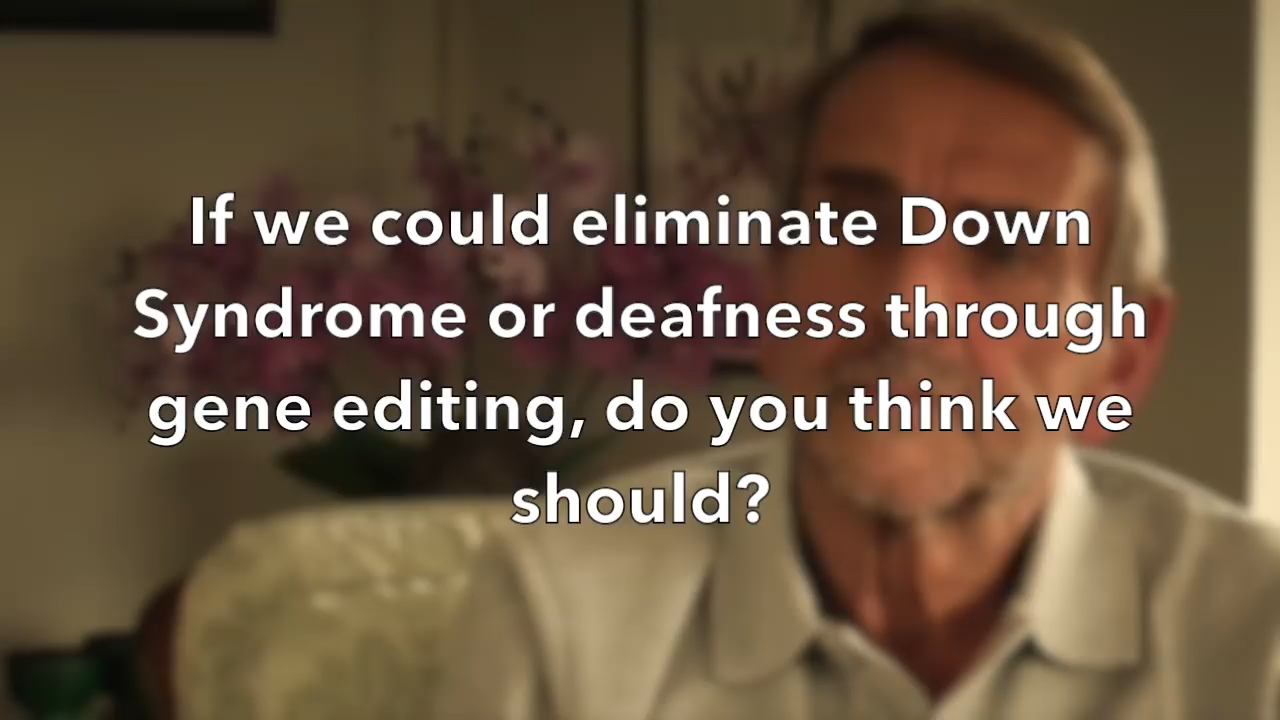 If we could eliminate Down
Syndrome or deafness through
gene editing, do you think we
should?